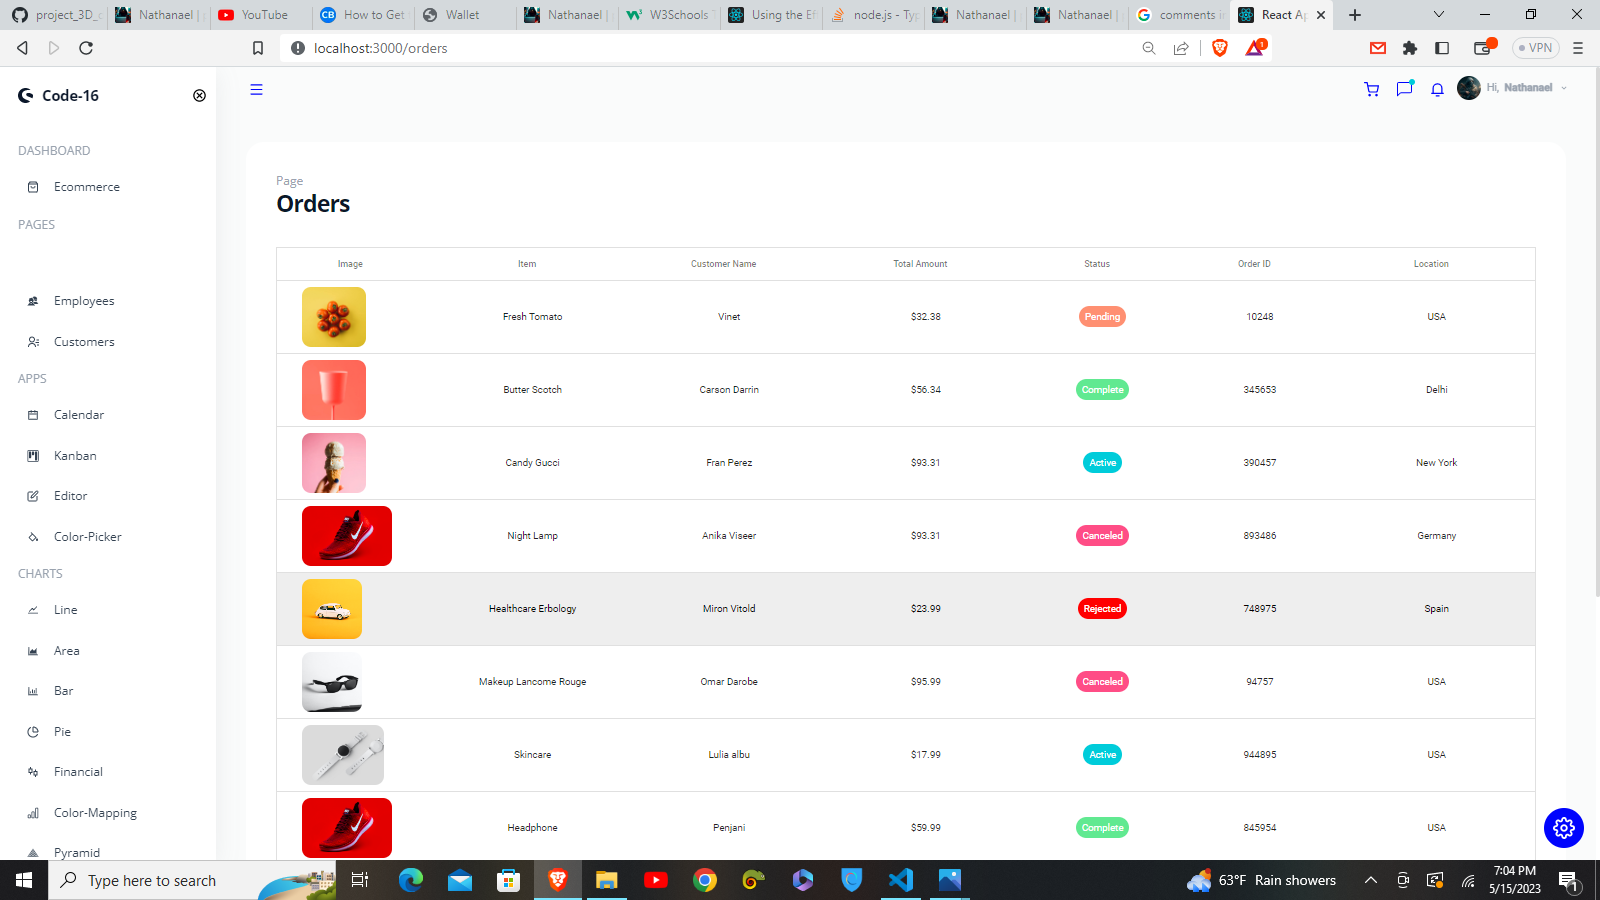 project_3D_c
Nathanael |
YouTube
How to Get
Wallet
Nathanael |
W3Schools T
Using the Ef
node.js - Typ
Nathanael |
Nathanael |
comments i
React Ap
localhost:3000/orders
1
VPN
Code-16
Hi, Nathanael
DASHBOARD
Ecommerce
PAGES
Employees
Customers
APPS
Calendar
Kanban
Editor
Color-Picker
CHARTS
Line
Area
Bar
Pie
Financial
Color-Mapping
Pyramid
Page
Orders
Image Item Customer Name Total Amount Status Order ID Location
Fresh Tomato Vinet $32.38 Pending 10248 USA
Butter Scotch Carson Darrin $56.34 Complete 345653 Delhi
Candy Gucci Fran Perez $93.31 Active 390457 New York
Night Lamp Anika Viseer $93.31 Canceled 893486 Germany
Healthcare Erbology Miron Vitold $23.99 Rejected 748975 Spain
Makeup Lancome Rouge Omar Darobe $95.99 Canceled 94757 USA
Skincare Lulia albu $17.99 Active 944895 USA
Headphone Penjani $59.99 Complete 845954 USA
Type here to search
63°F Rain showers
7:04 PM
5/15/2023
1